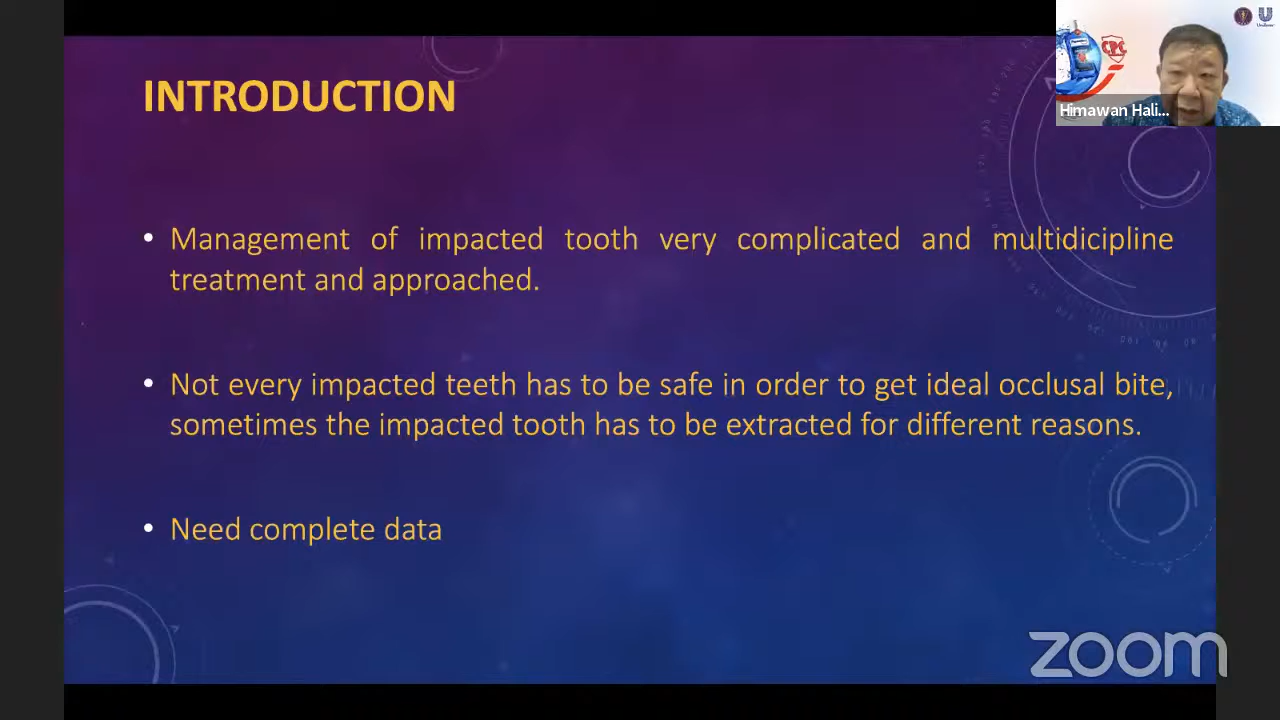 INTRODUCTION
• Management of impacted tooth very complicated and multidicipline
treatment and approached.
• Not every impacted teeth has to be safe in order to get ideal occlusal bite,
sometimes the impacted tooth has to be extracted for different reasons.
• Need complete data
CPC
Himawan Hali...
zoom